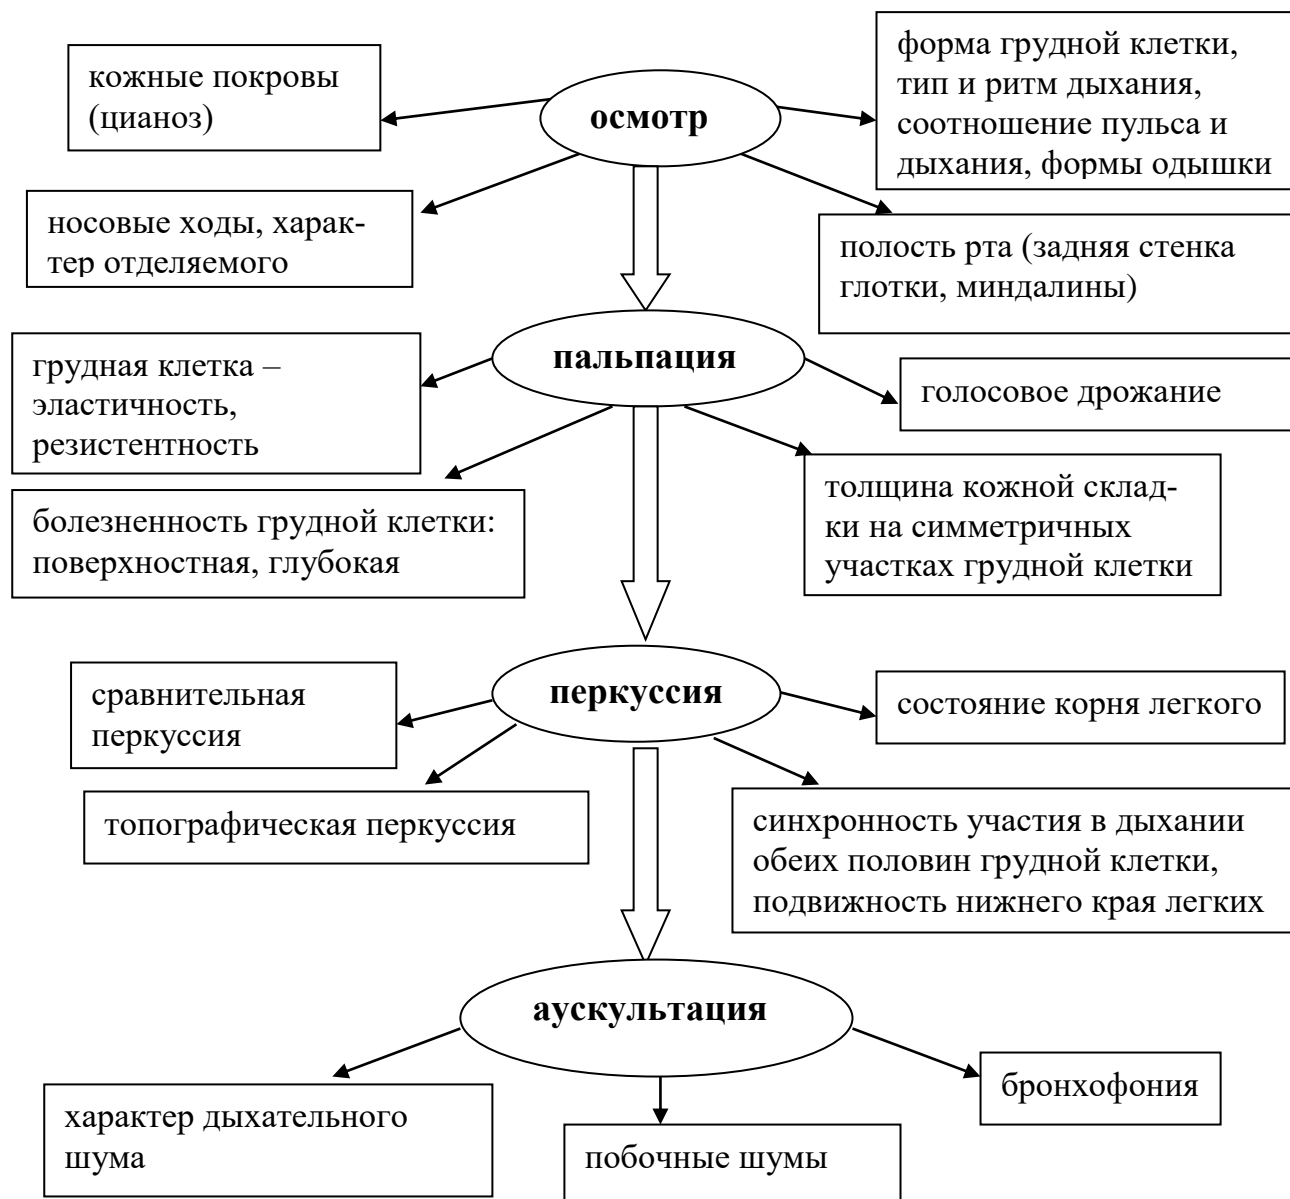 кожные покровы
(цианоз)
осмотр
форма грудной клетки,
тип и ритм дыхания,
соотношение пульса и
дыхания, формы одышки
носовые ходы, харак-
тер отделяемого
полость рта (задняя стенка
глотки, миндалины)
пальпация
грудная клетка –
эластичность,
резистентность
голосовое дрожание
болезненность грудной клетки:
поверхностная, глубокая
толщина кожной склад-
ки на симметричных
участках грудной клетки
перкуссия
сравнительная
перкуссия
состояние корня легкого
топографическая перкуссия
синхронность участия в дыхании
обеих половин грудной клетки,
подвижность нижнего края легких
аускультация
характер дыхательного
шума
побочные шумы
бронхофония